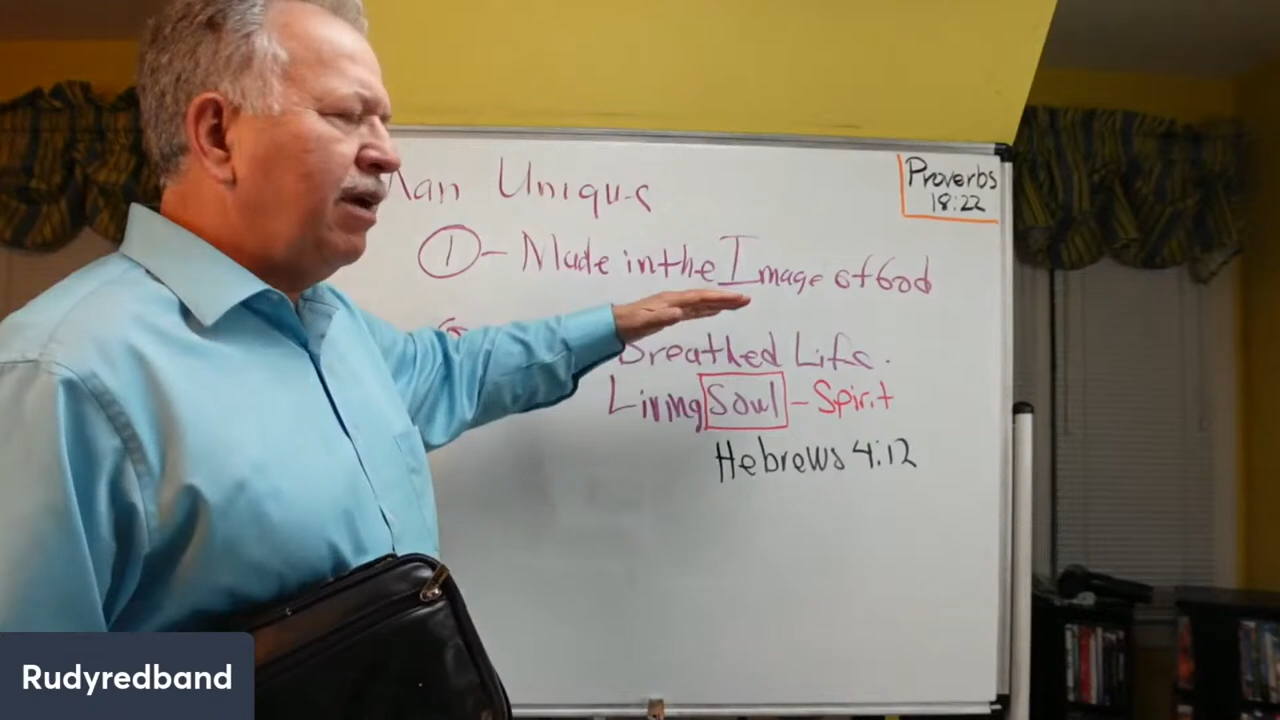 Man Unique
Proverbs
18:22
① - Made in the Image of God
Breathed Life.
Living Soul - Spirit
Hebrews 4:12
Rudyredband